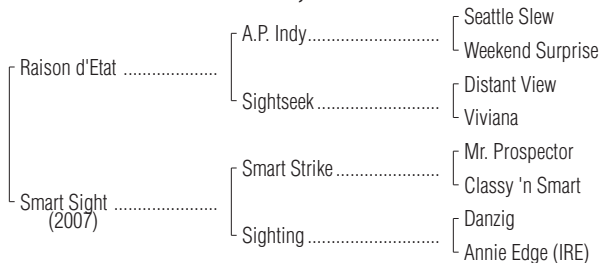 Seattle Slew
A.P. Indy..............................
Weekend Surprise
Raison d'Etat .....................
Distant View
Sightseek..............................
Viviana
Mr. Prospector
Smart Strike.......................
Classy 'n Smart
Smart Sight .......................
(2007)
Danzig
Sighting..............................
Annie Edge (IRE)